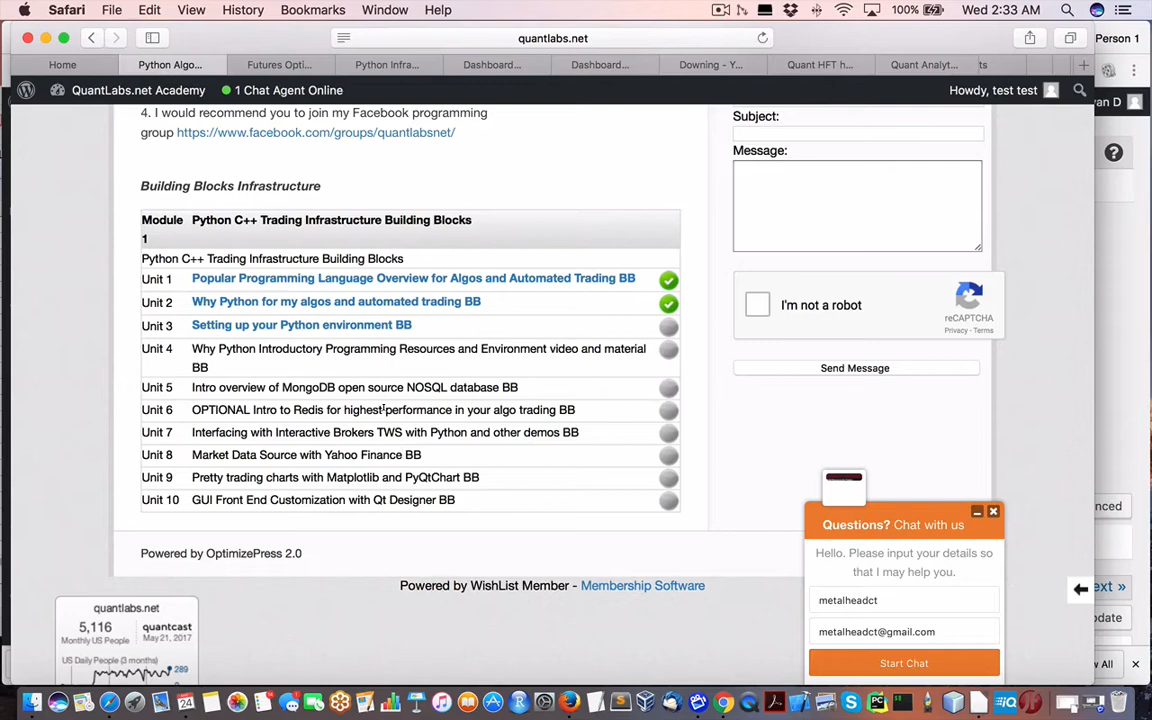 Safari File Edit View History Bookmarks Window Help 100% Wed 2:33 AM
quantlabs.net Person 1
Home Python Algo... Futures Opti... Python Infra... Dashboard... Dashboard... Downing - Y... Quant HFT h... Quant Analyt... ts
QuantLabs.net Academy 1 Chat Agent Online Howdy, test test van D
4. I would recommend you to join my Facebook programming
group https://www.facebook.com/groups/quantlabsnet/
Building Blocks Infrastructure
Module Python C++ Trading Infrastructure Building Blocks
1
Python C++ Trading Infrastructure Building Blocks
Unit 1 Popular Programming Language Overview for Algos and Automated Trading BB
Unit 2 Why Python for my algos and automated trading BB
Unit 3 Setting up your Python environment BB
Unit 4 Why Python Introductory Programming Resources and Environment video and material
BB
Unit 5 Intro overview of MongoDB open source NOSQL database BB
Unit 6 OPTIONAL Intro to Redis for highest performance in your algo trading BB
Unit 7 Interfacing with Interactive Brokers TWS with Python and other demos BB
Unit 8 Market Data Source with Yahoo Finance BB
Unit 9 Pretty trading charts with Matplotlib and PyQtChart BB
Unit 10 GUI Front End Customization with Qt Designer BB
Powered by OptimizePress 2.0
Powered by WishList Member - Membership Software
Subject:
Message:
I'm not a robot
reCAPTCHA
Privacy - Terms
Send Message
Questions? Chat with us
Hello. Please input your details so
that I may help you.
metalheadct
metalheadct@gmail.com
Start Chat
nced
ext »
pdate
w All
quantlabs.net
5,116 quantcast
Monthly US People May 21, 2017
US Daily People (3 months) 289